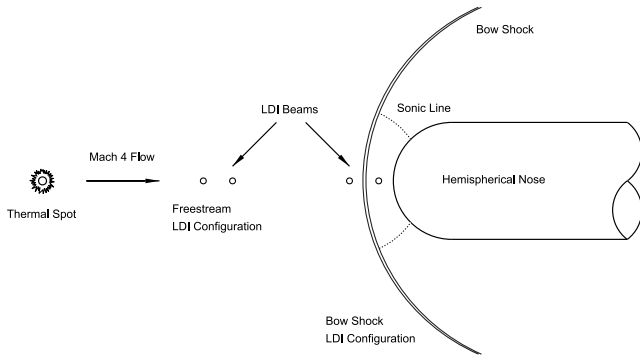 Bow Shock
LDI Beams
Sonic Line
Mach 4 Flow
Hemispherical Nose
Thermal Spot
Freestream
LDI Configuration
Bow Shock
LDI Configuration